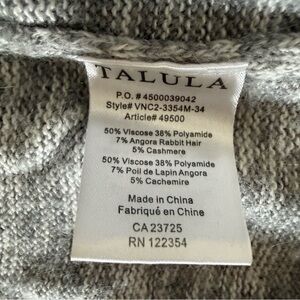 TALULA
P.O. # 4500039042
Style# VNC2-3354M-34
Article# 49500
50% Viscose 38% Polyamide
7% Angora Rabbit Hair
5% Cashmere
50% Viscose 38% Polyamide
7% Poil de Lapin Angora
5% Cachemire
Made in China
Fabriqué en Chine
CA 23725
RN 122354